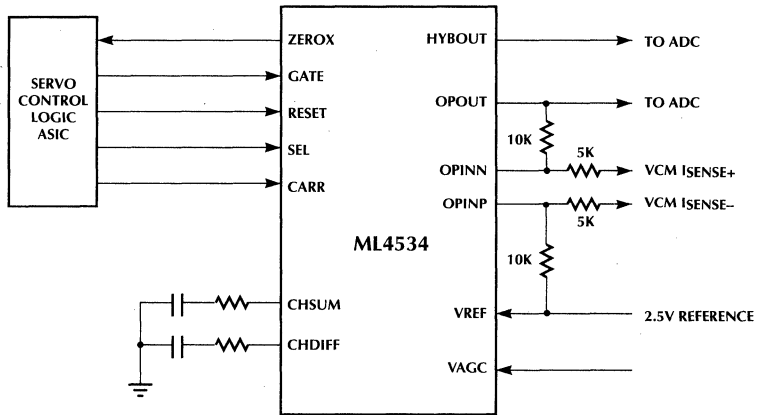 SERVO
CONTROL
LOGIC
ASIC
ZEROX
GATE
RESET
SEL
CARR
CHSUM
CHDIFF
ML4534
HYBOUT
OPOUT
OPINN
OPINP
VREF
VAGC
10K
5K
5K
10K
TO ADC
TO ADC
VCM ISENSE+
VCM ISENSE–
2.5V REFERENCE